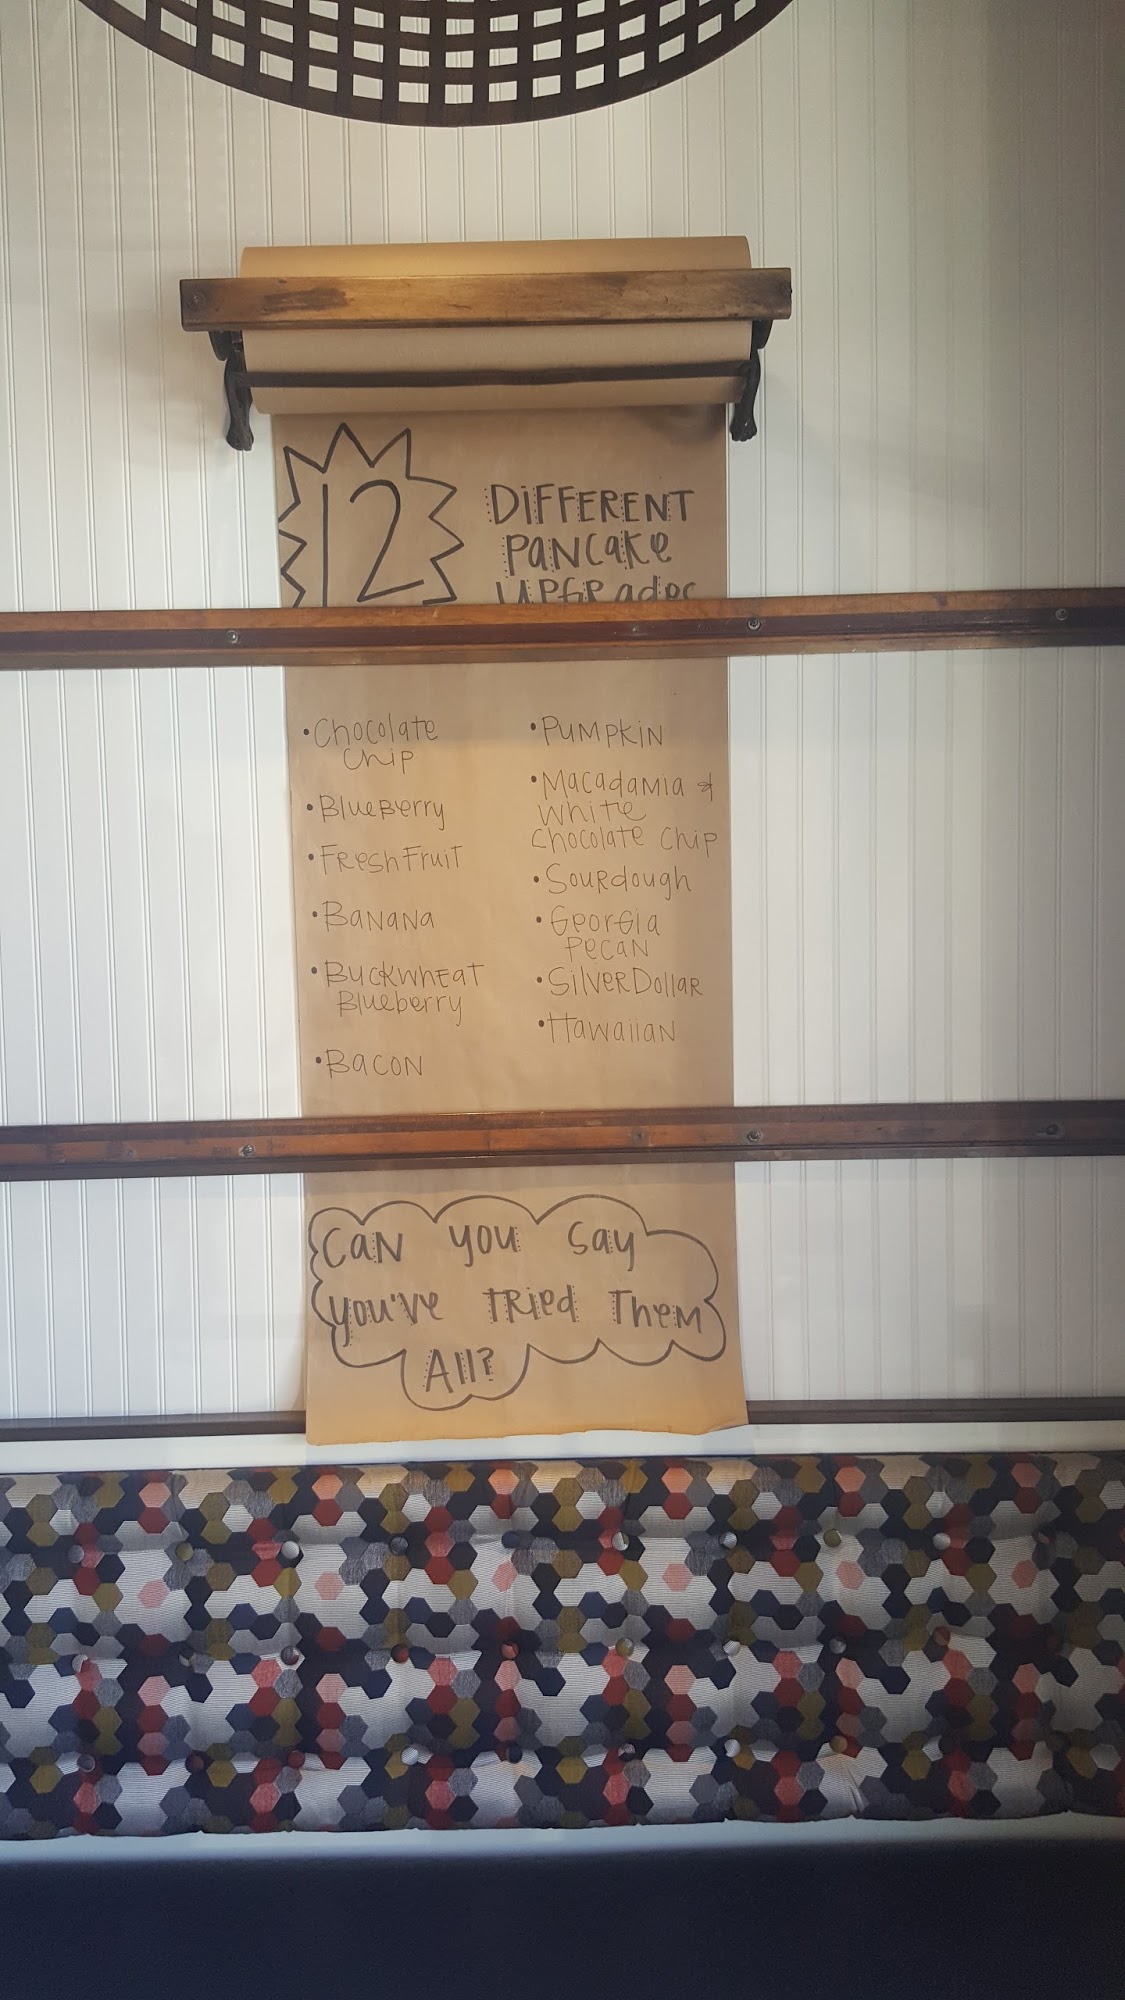 12
DIFFERENT
PANCAKE
UPGRADES
• Chocolate
Chip
• BlueBerry
• Fresh Fruit
• Banana
• Buckwheat
Blueberry
• Bacon
• Pumpkin
• Macadamia &
White
Chocolate Chip
• Sourdough
• Georgia
Pecan
• Silver Dollar
• Hawaiian
Can you say
you've tried them
All?